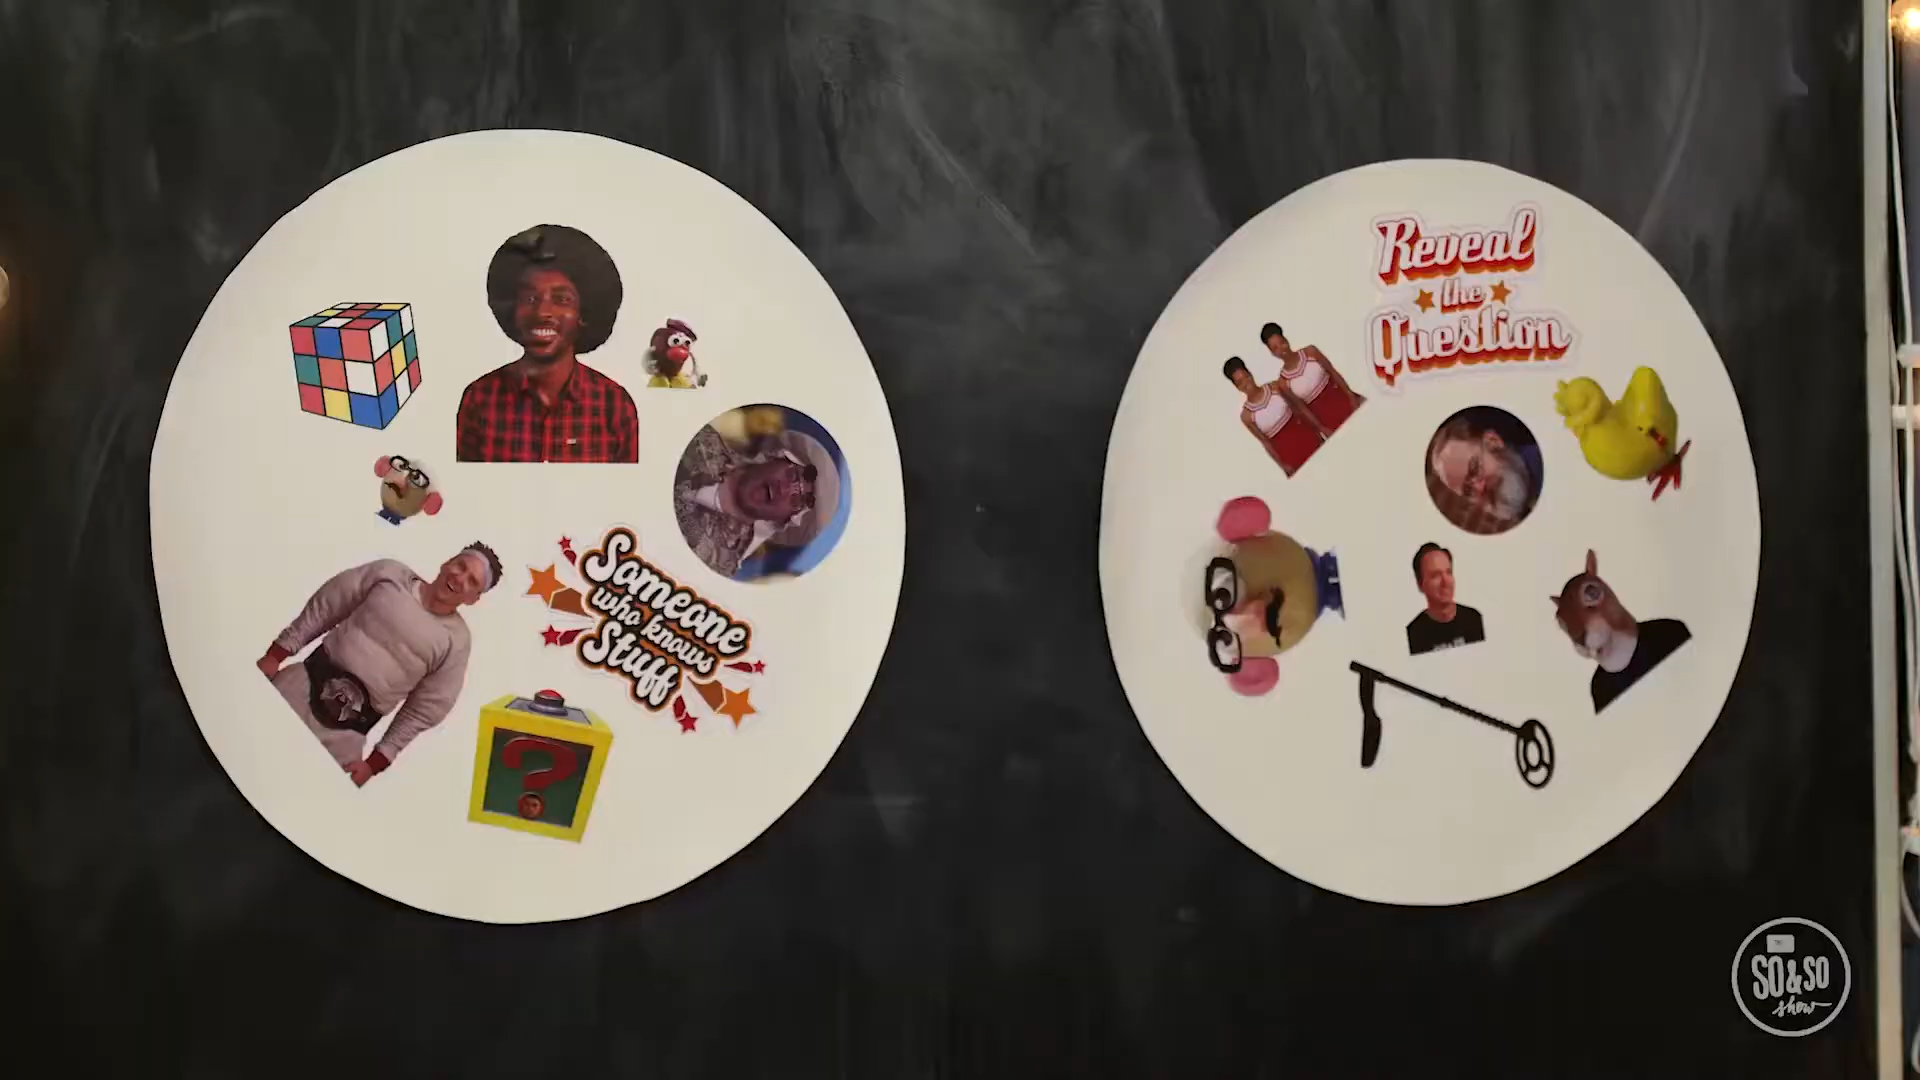 Reveal
the
Question
Someone
who knows
Stuff
?
SO&SO
show